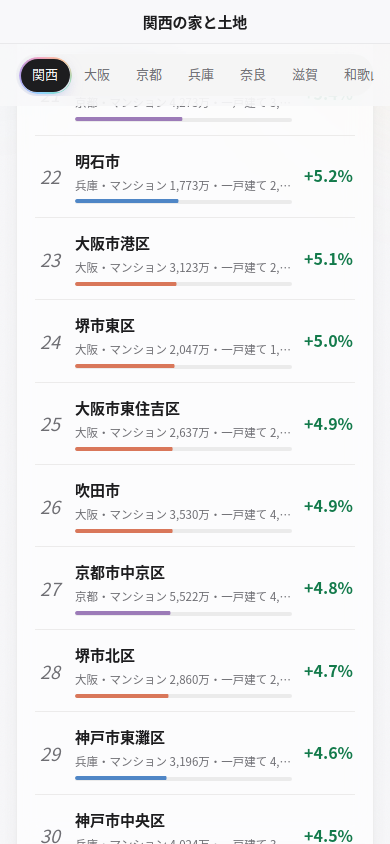 関西の家と土地
関西 大阪 京都 兵庫 奈良 滋賀
22 明石市 +5.2%
兵庫・マンション 1,773万・一戸建て 2,…
23 大阪市港区 +5.1%
大阪・マンション 3,123万・一戸建て 2,…
24 堺市東区 +5.0%
大阪・マンション 2,047万・一戸建て 1,…
25 大阪市東住吉区 +4.9%
大阪・マンション 2,637万・一戸建て 2,…
26 吹田市 +4.9%
大阪・マンション 3,530万・一戸建て 4,…
27 京都市中京区 +4.8%
京都・マンション 5,522万・一戸建て 4,…
28 堺市北区 +4.7%
大阪・マンション 2,860万・一戸建て 2,…
29 神戸市東灘区 +4.6%
兵庫・マンション 3,196万・一戸建て 4,…
30 神戸市中央区 +4.5%